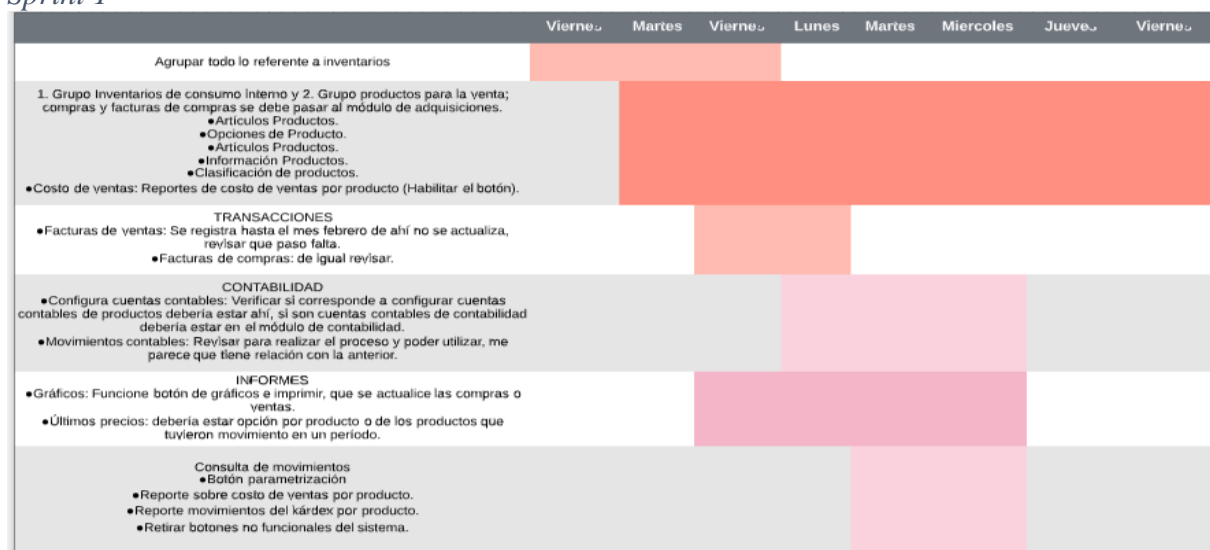 Sprint 1
Viernes Martes Viernes Lunes Martes Miercoles Jueves Viernes
Agrupar todo lo referente a inventarios
1. Grupo Inventarios de consumo Interno y 2. Grupo productos para la venta;
compras y facturas de compras se debe pasar al módulo de adquisiciones.
●Artículos Productos.
●Opciones de Producto.
●Artículos Productos.
●Información Productos.
●Clasificación de productos.
●Costo de ventas: Reportes de costo de ventas por producto (Habilitar el botón).
TRANSACCIONES
●Facturas de ventas: Se registra hasta el mes febrero de ahí no se actualiza,
revisar que paso falta.
●Facturas de compras: de igual revisar.
CONTABILIDAD
●Configura cuentas contables: Verificar si corresponde a configurar cuentas
contables de productos debería estar ahí, si son cuentas contables de contabilidad
debería estar en el módulo de contabilidad.
●Movimientos contables: Revisar para realizar el proceso y poder utilizar, me
parece que tiene relación con la anterior.
INFORMES
●Gráficos: Funcione botón de gráficos e imprimir, que se actualice las compras o
ventas.
●Últimos precios: debería estar opción por producto o de los productos que
tuvieron movimiento en un período.
Consulta de movimientos
●Botón parametrización
●Reporte sobre costo de ventas por producto.
●Reporte movimientos del kárdex por producto.
●Retirar botones no funcionales del sistema.